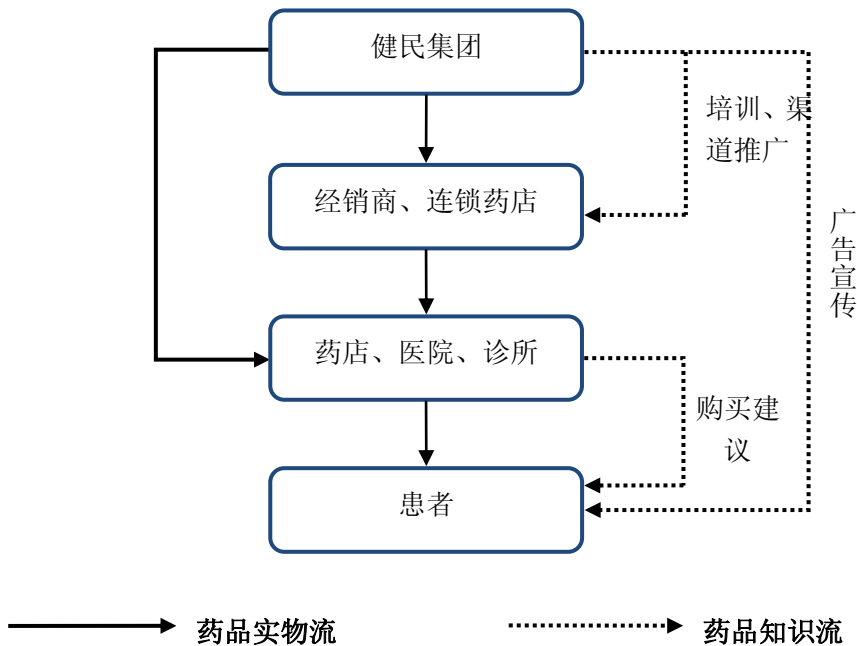 健民集团
培训、渠
道推广
经销商、连锁药店
广告宣传
药店、医院、诊所
购买建
议
患者
药品实物流
药品知识流